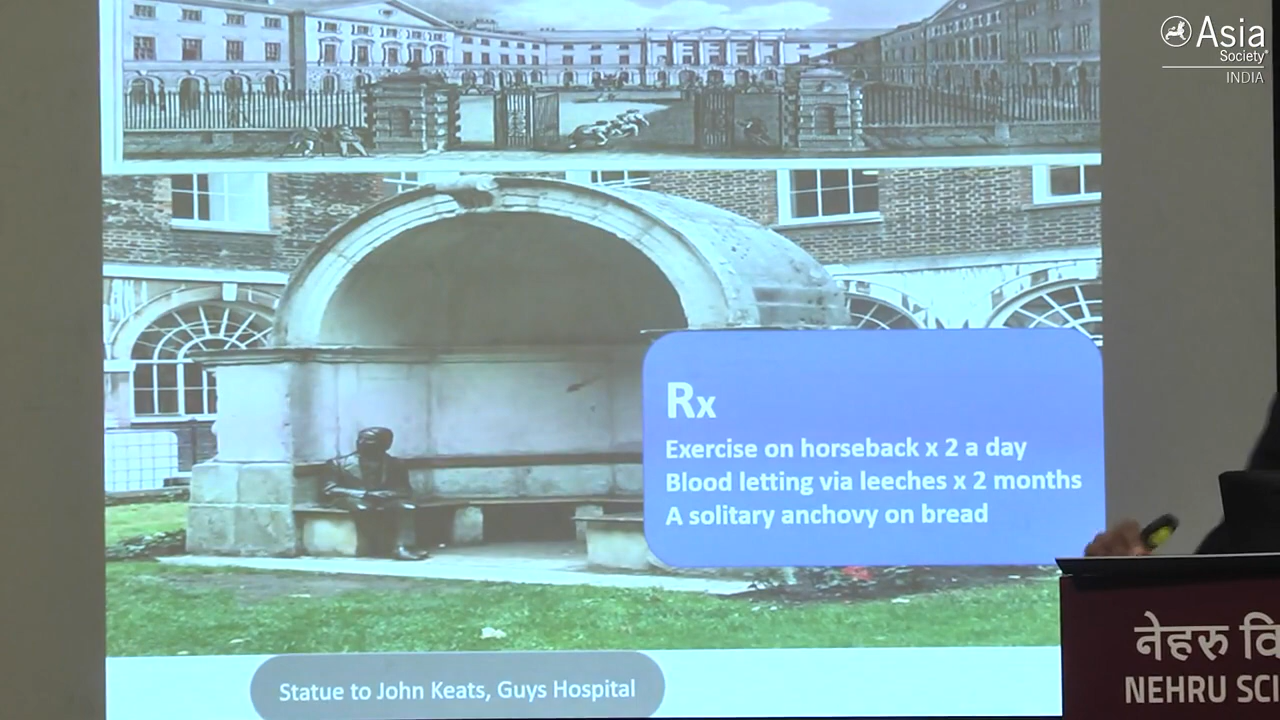 Asia
Society
INDIA
Rx
Exercise on horseback x 2 a day
Blood letting via leeches x 2 months
A solitary anchovy on bread
Statue to John Keats, Guys Hospital
नेहरु वि
NEHRU SCI